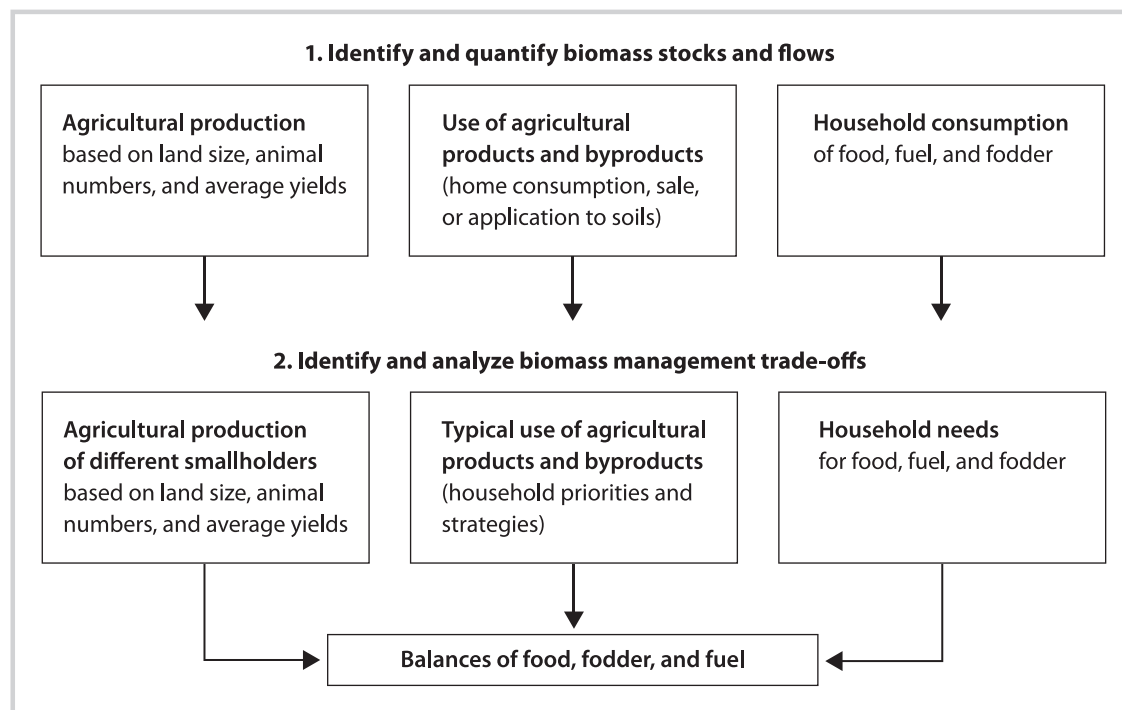 1. Identify and quantify biomass stocks and flows
Agricultural production
based on land size, animal
numbers, and average yields
Use of agricultural
products and byproducts
(home consumption, sale,
or application to soils)
Household consumption
of food, fuel, and fodder
2. Identify and analyze biomass management trade-offs
Agricultural production
of different smallholders
based on land size, animal
numbers, and average yields
Typical use of agricultural
products and byproducts
(household priorities and
strategies)
Household needs
for food, fuel, and fodder
Balances of food, fodder, and fuel